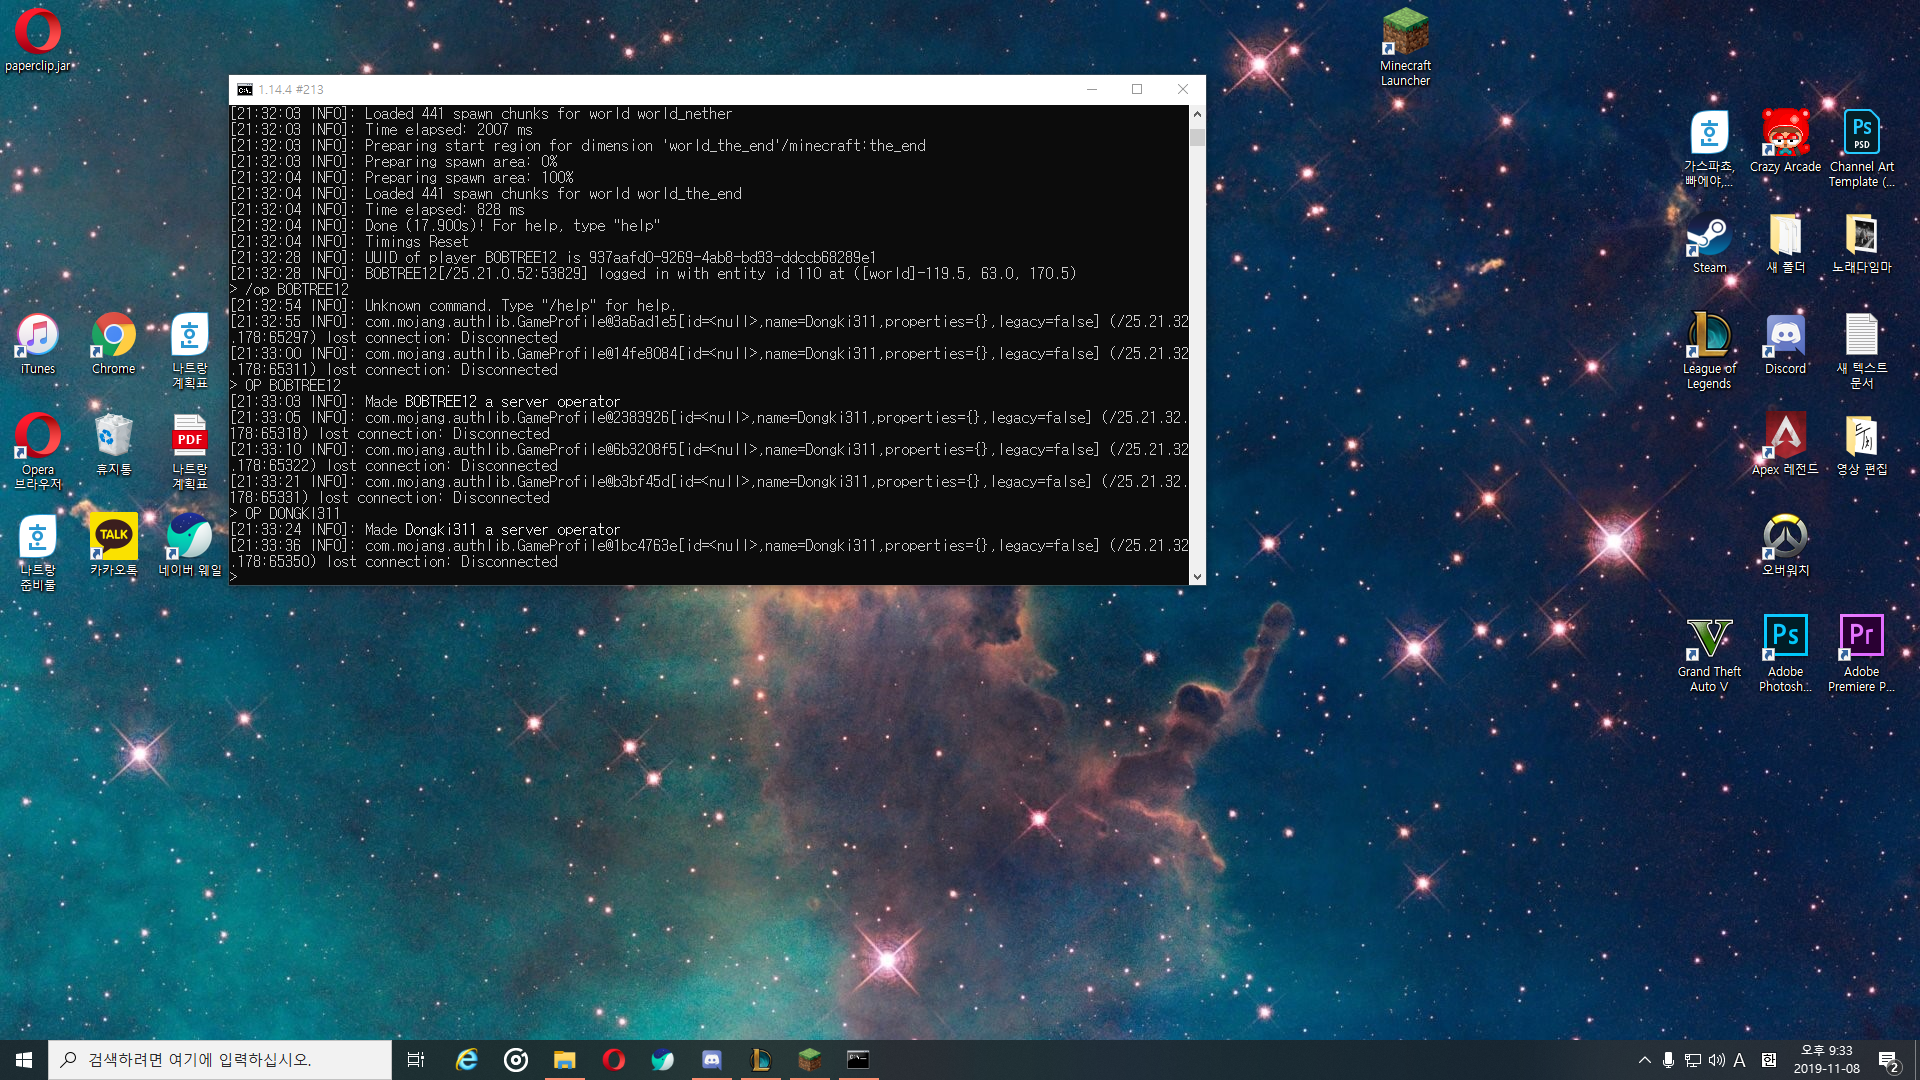 paperclip.jar
Minecraft
Launcher
1.14.4 #213
[21:32:03 INFO]: Loaded 441 spawn chunks for world world_nether
[21:32:03 INFO]: Time elapsed: 2007 ms
[21:32:03 INFO]: Preparing start region for dimension 'world_the_end'/minecraft:the_end
[21:32:03 INFO]: Preparing spawn area: 0%
[21:32:04 INFO]: Preparing spawn area: 100%
[21:32:04 INFO]: Loaded 441 spawn chunks for world world_the_end
[21:32:04 INFO]: Time elapsed: 828 ms
[21:32:04 INFO]: Done (17.900s)! For help, type "help"
[21:32:04 INFO]: Timings Reset
[21:32:28 INFO]: UUID of player BOBTREE12 is 937aafd0-9269-4ab8-bd33-ddccb68289e1
[21:32:28 INFO]: BOBTREE12[/25.21.0.52:53829] logged in with entity id 110 at ([world]-119.5, 63.0, 170.5)
> /op BOBTREE12
[21:32:54 INFO]: Unknown command. Type "/help" for help.
[21:32:55 INFO]: com.mojang.authlib.GameProfile@3a6ad1e5[id=<null>,name=Dongki311,properties={},legacy=false] (/25.21.32
.178:65297) lost connection: Disconnected
[21:33:00 INFO]: com.mojang.authlib.GameProfile@14fe8084[id=<null>,name=Dongki311,properties={},legacy=false] (/25.21.32
.178:65311) lost connection: Disconnected
> OP BOBTREE12
[21:33:03 INFO]: Made BOBTREE12 a server operator
[21:33:05 INFO]: com.mojang.authlib.GameProfile@2383926[id=<null>,name=Dongki311,properties={},legacy=false] (/25.21.32.
178:65318) lost connection: Disconnected
[21:33:10 INFO]: com.mojang.authlib.GameProfile@6b3208f5[id=<null>,name=Dongki311,properties={},legacy=false] (/25.21.32
.178:65322) lost connection: Disconnected
[21:33:21 INFO]: com.mojang.authlib.GameProfile@b3bf45d[id=<null>,name=Dongki311,properties={},legacy=false] (/25.21.32.
178:65331) lost connection: Disconnected
> OP DONGKI311
[21:33:24 INFO]: Made Dongki311 a server operator
[21:33:36 INFO]: com.mojang.authlib.GameProfile@1bc4763e[id=<null>,name=Dongki311,properties={},legacy=false] (/25.21.32
.178:65350) lost connection: Disconnected
>
iTunes
Chrome
나트랑
계획표
Opera
브라우저
휴지통
PDF
나트랑
계획표
나트랑
준비물
TALK
카카오톡
네이버 웨일
가스파쵸,
빠에야,...
Crazy Arcade
Ps
PSD
Channel Art
Template (...
Steam
새 폴더
노래다임마
League of
Legends
Discord
새 텍스트
문서
Apex 레전드
영상 편집
오버워치
Grand Theft
Auto V
Ps
Adobe
Photosh...
Pr
Adobe
Premiere P...
검색하려면 여기에 입력하십시오.
A
한
오후 9:33
2019-11-08
2